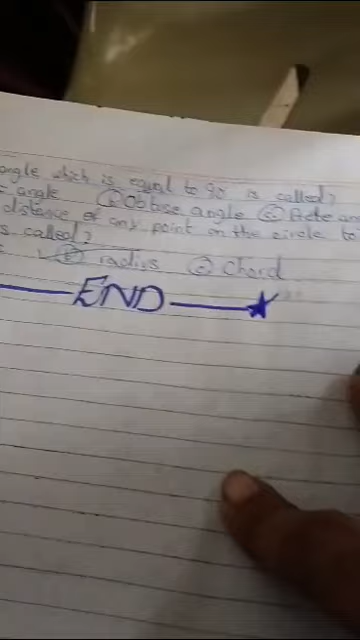 angle which is equal to 90° is called?
angle (b) Obtuse angle (c) Acute an
distance of any point on the circle to
s called?
(b) radius (c) Chord
END